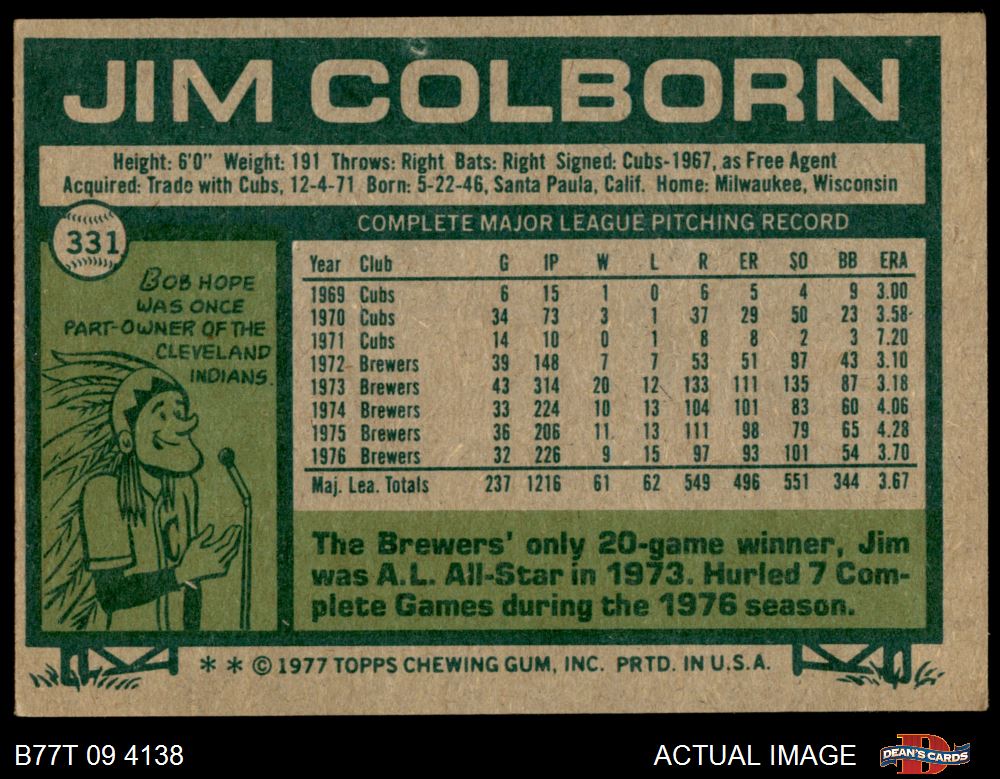 JIM COLBORN
Height: 6'0" Weight: 191 Throws: Right Bats: Right Signed: Cubs-1967, as Free Agent
Acquired: Trade with Cubs, 12-4-71 Born: 5-22-46, Santa Paula, Calif. Home: Milwaukee, Wisconsin
331
BOB HOPE
WAS ONCE
PART-OWNER OF THE
CLEVELAND
INDIANS.
C
COMPLETE MAJOR LEAGUE PITCHING RECORD
Year Club G IP W L R ER SO BB ERA
1969 Cubs 6 15 1 0 6 5 4 9 3.00
1970 Cubs 34 73 3 1 37 29 50 23 3.58
1971 Cubs 14 10 0 1 8 8 2 3 7.20
1972 Brewers 39 148 7 7 53 51 97 43 3.10
1973 Brewers 43 314 20 12 133 111 135 87 3.18
1974 Brewers 33 224 10 13 104 101 83 60 4.06
1975 Brewers 36 206 11 13 111 98 79 65 4.28
1976 Brewers 32 226 9 15 97 93 101 54 3.70
Maj. Lea. Totals 237 1216 61 62 549 496 551 344 3.67
The Brewers' only 20-game winner, Jim
was A.L. All-Star in 1973. Hurled 7 Com-
plete Games during the 1976 season.
* * © 1977 TOPPS CHEWING GUM, INC. PRTD. IN U.S.A.
B77T 09 4138 ACTUAL IMAGE
D
DEAN'S CARDS